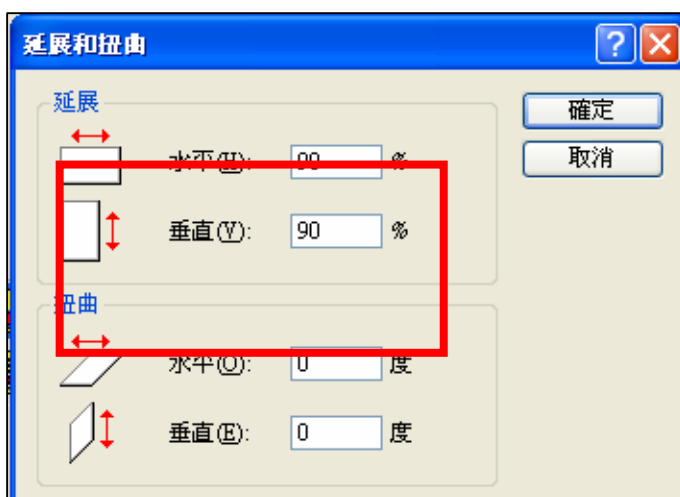 延展和扭曲
延展
確定
水平(H): %
取消
垂直(V): 90 %
扭曲
水平(O): 0 度
垂直(E): 0 度